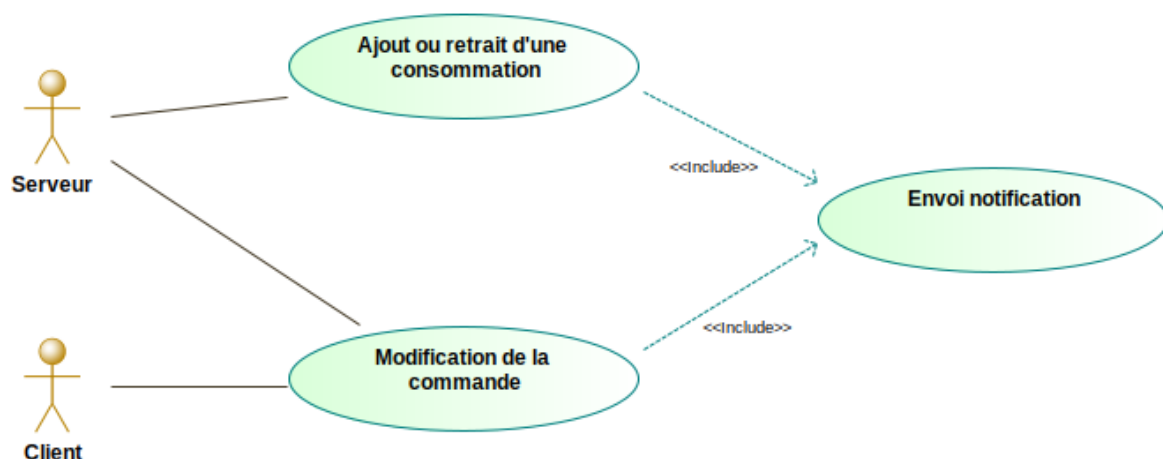 Ajout ou retrait d'une
consommation
Serveur
<<Include>>
Envoi notification
<<Include>>
Modification de la
commande
Client